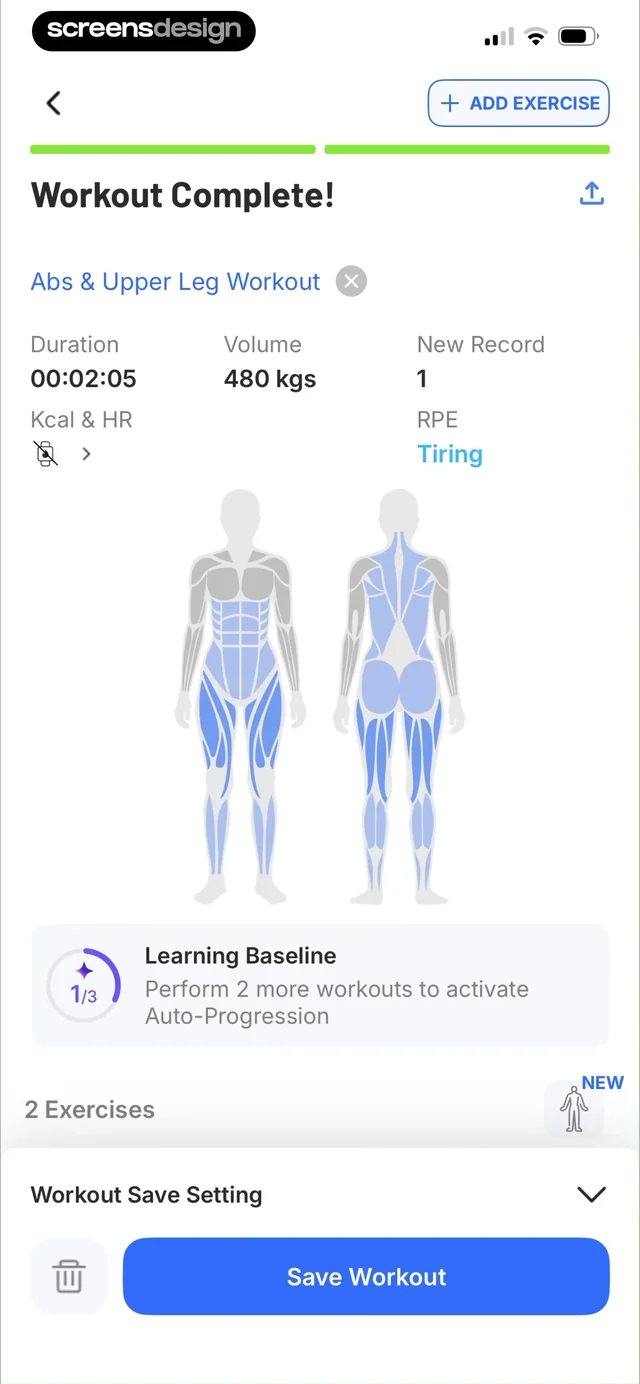 screensdesign
+ ADD EXERCISE
Workout Complete!
Abs & Upper Leg Workout
Duration Volume New Record
00:02:05 480 kgs 1
Kcal & HR RPE
Tiring
1/3
Learning Baseline
Perform 2 more workouts to activate
Auto-Progression
NEW
2 Exercises
Workout Save Setting
Save Workout